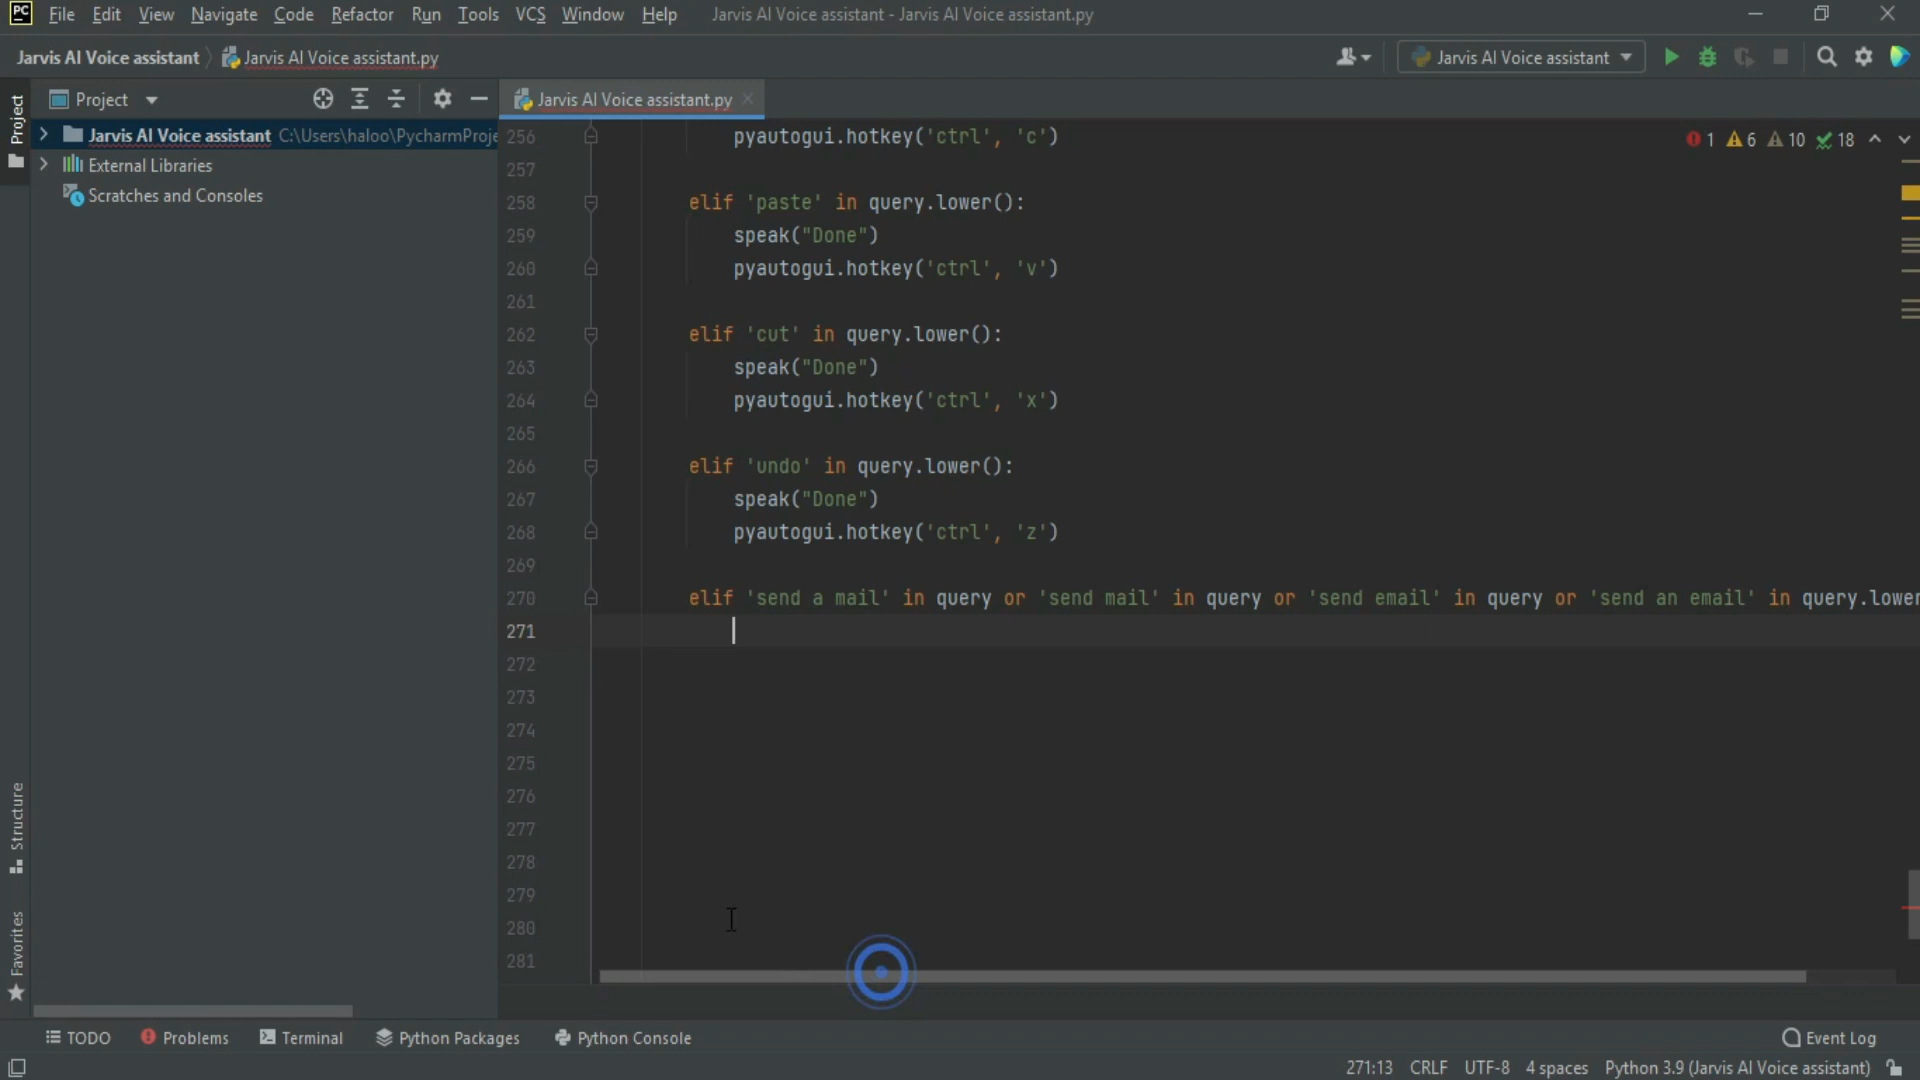 PC File Edit View Navigate Code Refactor Run Tools VCS Window Help Jarvis AI Voice assistant - Jarvis AI Voice assistant.py
Jarvis AI Voice assistant Jarvis AI Voice assistant.py Jarvis AI Voice assistant
Project Project Jarvis AI Voice assistant.py
Jarvis AI Voice assistant C:\Users\haloo\PycharmProje
External Libraries
Scratches and Consoles
1 6 10 18
256 pyautogui.hotkey('ctrl', 'c')
257
258 elif 'paste' in query.lower():
259 speak("Done")
260 pyautogui.hotkey('ctrl', 'v')
261
262 elif 'cut' in query.lower():
263 speak("Done")
264 pyautogui.hotkey('ctrl', 'x')
265
266 elif 'undo' in query.lower():
267 speak("Done")
268 pyautogui.hotkey('ctrl', 'z')
269
270 elif 'send a mail' in query or 'send mail' in query or 'send email' in query or 'send an email' in query.lower
271
272
273
274
275
276
277
278
279
280
281
Structure
Favorites
TODO Problems Terminal Python Packages Python Console Event Log
271:13 CRLF UTF-8 4 spaces Python 3.9 (Jarvis AI Voice assistant)